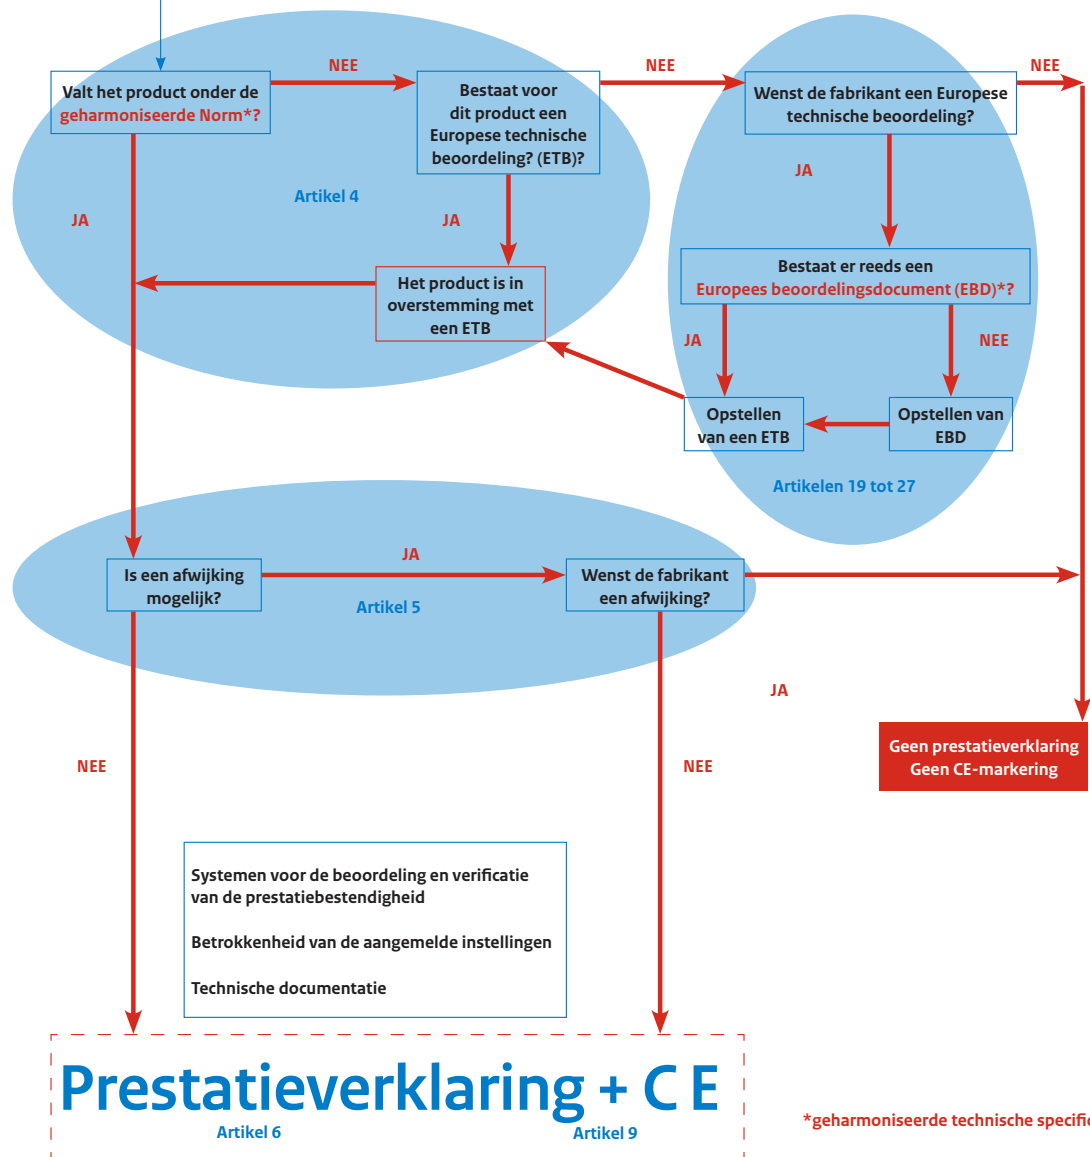 NEE
NEE
NEE
Valt het product onder de
geharmoniseerde Norm*?
Bestaat voor
dit product een
Europese technische
beoordeling? (ETB)?
Wenst de fabrikant een Europese
technische beoordeling?
JA
Artikel 4
JA
JA
Het product is in
overstemming met
een ETB
Bestaat er reeds een
Europees beoordelingsdocument (EBD)*?
JA
NEE
Opstellen
van een ETB
Opstellen van
EBD
Artikelen 19 tot 27
JA
Is een afwijking
mogelijk?
Artikel 5
Wenst de fabrikant
een afwijking?
JA
NEE
NEE
Geen prestatieverklaring
Geen CE-markering
Systemen voor de beoordeling en verificatie
van de prestatiebestendigheid
Betrokkenheid van de aangemelde instellingen
Technische documentatie
Prestatieverklaring + C E
Artikel 6
Artikel 9
*geharmoniseerde technische specific